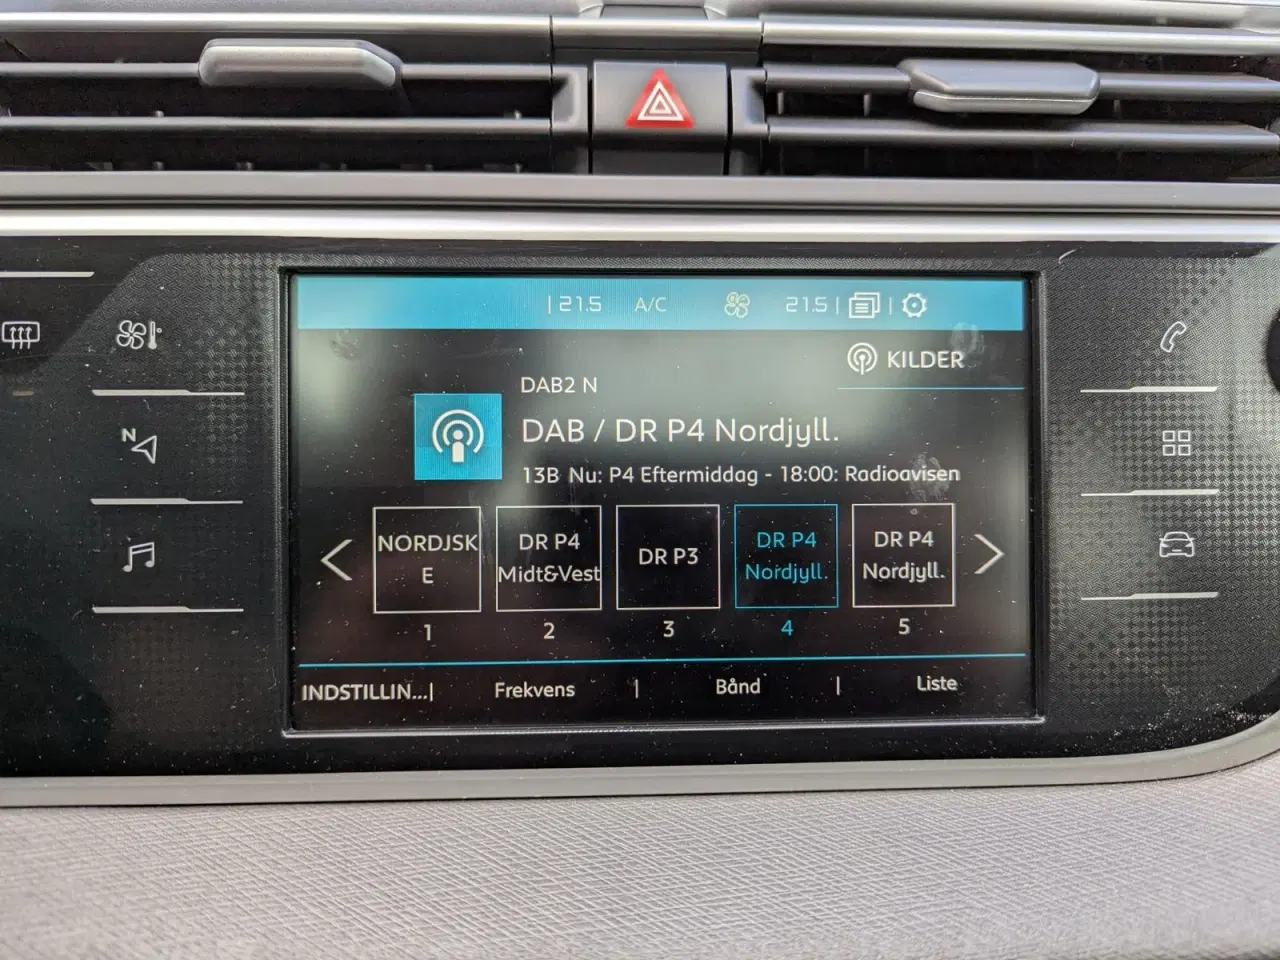 21.5 A/C 21.5
KILDER
DAB2 N
DAB / DR P4 Nordjyll.
13B Nu: P4 Eftermiddag - 18:00: Radioavisen
NORDJSK
E
1
DR P4
Midt&Vest
2
DR P3
3
DR P4
Nordjyll.
4
DR P4
Nordjyll.
5
INDSTILLIN...| Frekvens | Bånd | Liste
N